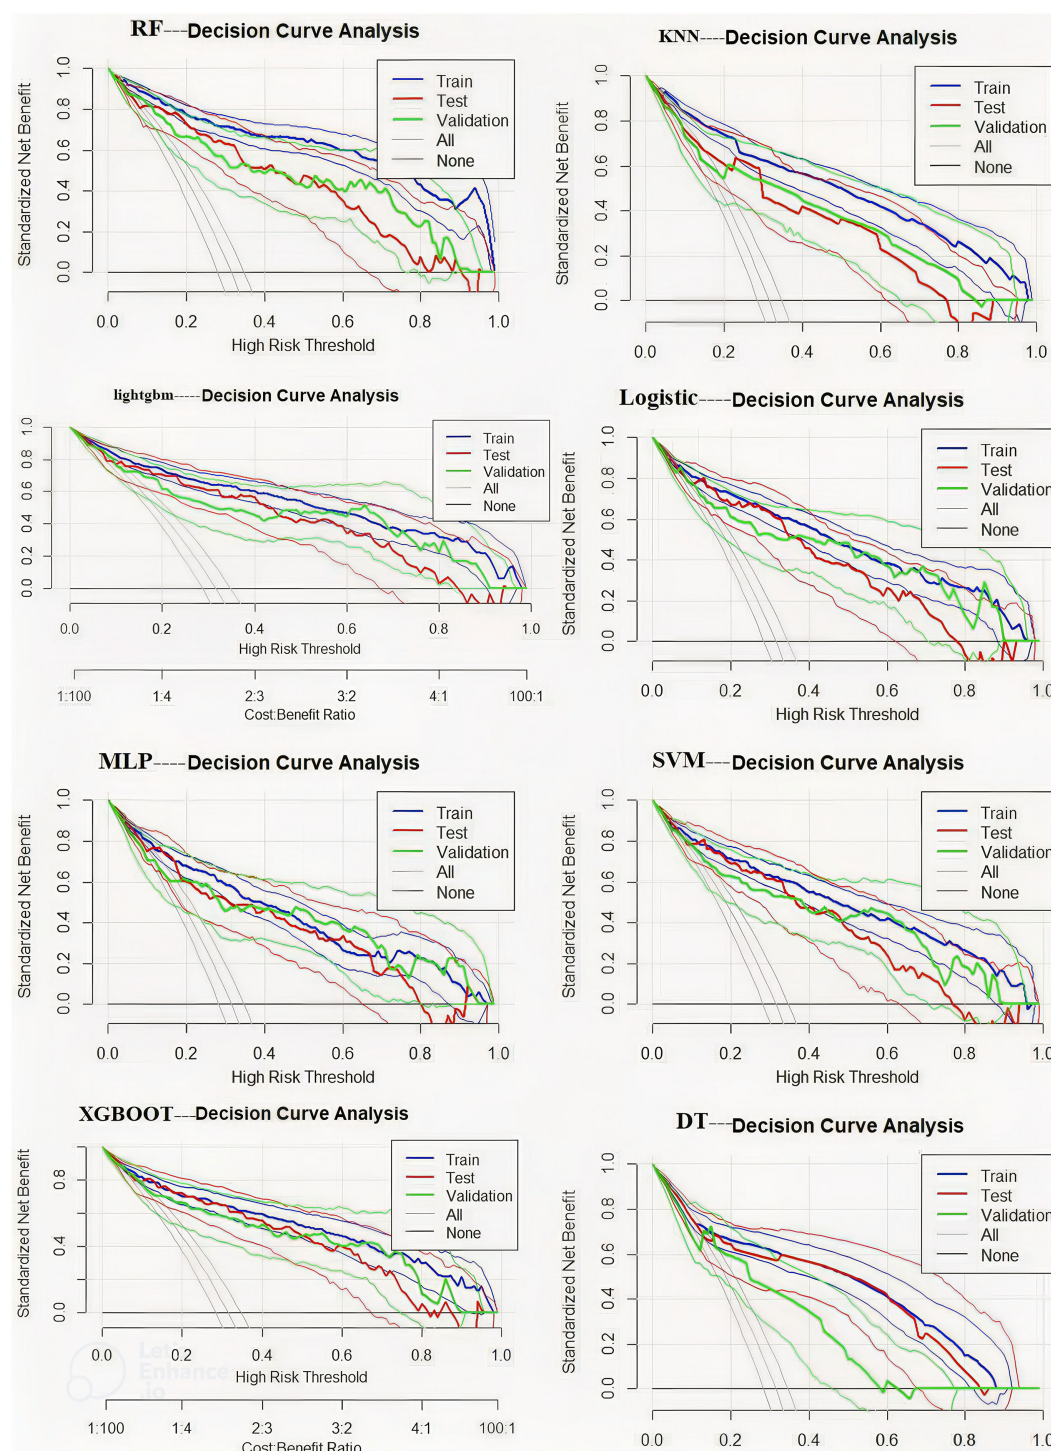 RF---Decision Curve Analysis
Standardized Net Benefit
1.0
0.8
0.6
0.4
0.2
0.0
Train
Test
Validation
All
None
0.0 0.2 0.4 0.6 0.8 1.0
High Risk Threshold
KNN----Decision Curve Analysis
Standardized Net Benefit
1.0
0.8
0.6
0.4
0.2
0.0
Train
Test
Validation
All
None
0.0 0.2 0.4 0.6 0.8 1.0
lightgbm-----Decision Curve Analysis
Standardized Net Benefit
1.0
0.8
0.6
0.4
0.2
0.0
Train
Test
Validation
All
None
0.0 0.2 0.4 0.6 0.8 1.0
High Risk Threshold
1:100 1:4 2:3 3:2 4:1 100:1
Cost:Benefit Ratio
Logistic----Decision Curve Analysis
Standardized Net Benefit
1.0
0.8
0.6
0.4
0.2
0.0
Train
Test
Validation
All
None
0.0 0.2 0.4 0.6 0.8 1.0
High Risk Threshold
MLP----Decision Curve Analysis
Standardized Net Benefit
1.0
0.8
0.6
0.4
0.2
0.0
Train
Test
Validation
All
None
0.0 0.2 0.4 0.6 0.8 1.0
High Risk Threshold
SVM---Decision Curve Analysis
Standardized Net Benefit
1.0
0.8
0.6
0.4
0.2
0.0
Train
Test
Validation
All
None
0.0 0.2 0.4 0.6 0.8 1.0
High Risk Threshold
XGBOOT---Decision Curve Analysis
Standardized Net Benefit
0.8
0.4
0.0
Train
Test
Validation
All
None
0.0 0.2 0.4 0.6 0.8 1.0
High Risk Threshold
1:100 1:4 2:3 3:2 4:1 100:1
Cost:Benefit Ratio
Let's
Enhance
.io
DT---Decision Curve Analysis
Standardized Net Benefit
1.0
0.8
0.6
0.4
0.2
0.0
Train
Test
Validation
All
None
0.0 0.2 0.4 0.6 0.8 1.0